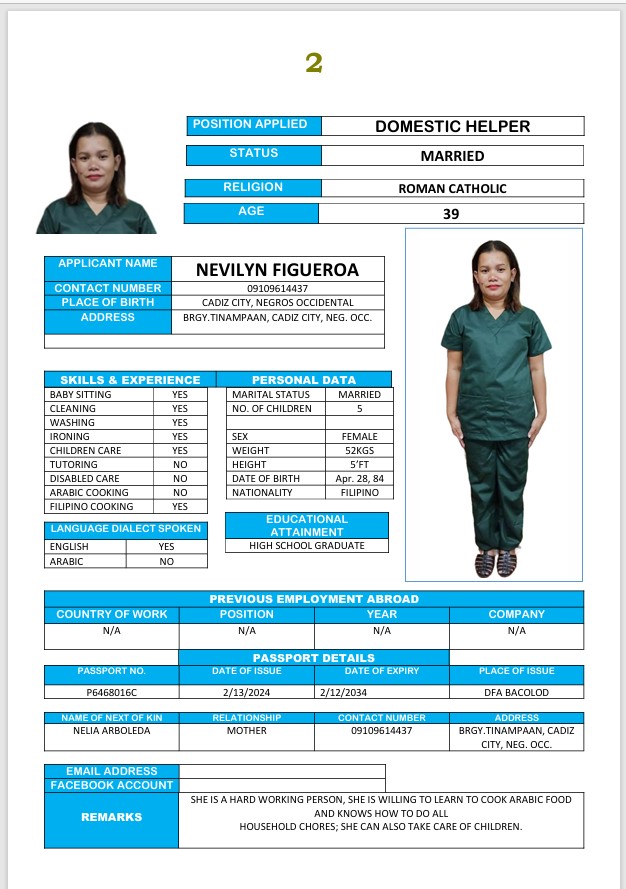 2
POSITION APPLIED DOMESTIC HELPER
STATUS MARRIED
RELIGION ROMAN CATHOLIC
AGE 39
APPLICANT NAME NEVILYN FIGUEROA
CONTACT NUMBER 09109614437
PLACE OF BIRTH CADIZ CITY, NEGROS OCCIDENTAL
ADDRESS BRGY.TINAMPAAN, CADIZ CITY, NEG. OCC.
SKILLS & EXPERIENCE
BABY SITTING YES
CLEANING YES
WASHING YES
IRONING YES
CHILDREN CARE YES
TUTORING NO
DISABLED CARE NO
ARABIC COOKING NO
FILIPINO COOKING YES
LANGUAGE DIALECT SPOKEN
ENGLISH YES
ARABIC NO
PERSONAL DATA
MARITAL STATUS MARRIED
NO. OF CHILDREN 5
SEX FEMALE
WEIGHT 52KGS
HEIGHT 5'FT
DATE OF BIRTH Apr. 28, 84
NATIONALITY FILIPINO
EDUCATIONAL
ATTAINMENT
HIGH SCHOOL GRADUATE
PREVIOUS EMPLOYMENT ABROAD
COUNTRY OF WORK POSITION YEAR COMPANY
N/A N/A N/A N/A
PASSPORT DETAILS
PASSPORT NO. DATE OF ISSUE DATE OF EXPIRY PLACE OF ISSUE
P6468016C 2/13/2024 2/12/2034 DFA BACOLOD
NAME OF NEXT OF KIN RELATIONSHIP CONTACT NUMBER ADDRESS
NELIA ARBOLEDA MOTHER 09109614437 BRGY.TINAMPAAN, CADIZ
CITY, NEG. OCC.
EMAIL ADDRESS
FACEBOOK ACCOUNT
REMARKS
SHE IS A HARD WORKING PERSON, SHE IS WILLING TO LEARN TO COOK ARABIC FOOD
AND KNOWS HOW TO DO ALL
HOUSEHOLD CHORES; SHE CAN ALSO TAKE CARE OF CHILDREN.